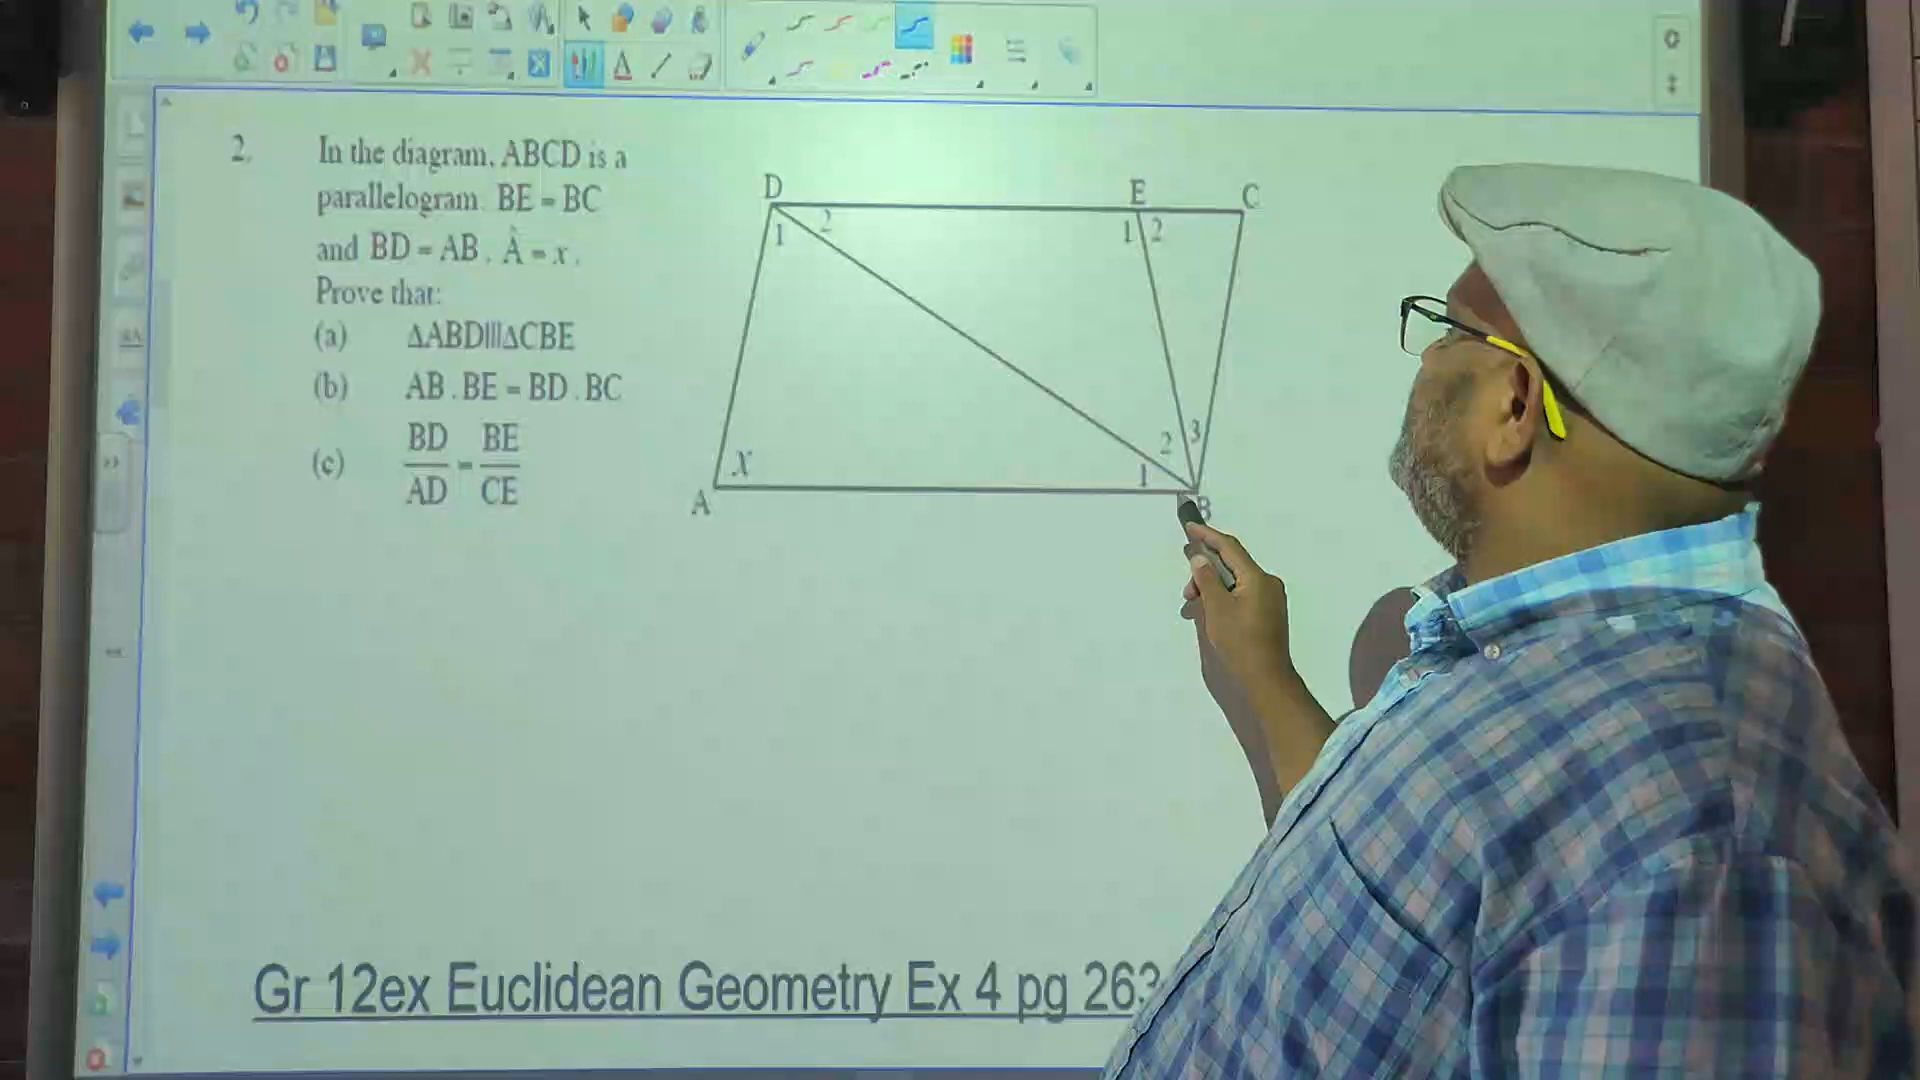 2. In the diagram, ABCD is a
parallelogram. BE = BC
and BD = AB. Â = x.
Prove that:
(a) ΔABD|||ΔCBE
(b) AB . BE = BD . BC
(c) BD/AD = BE/CE
D E C
1 2 1 2
2 3
x 1
A B
Gr 12ex Euclidean Geometry Ex 4 pg 263